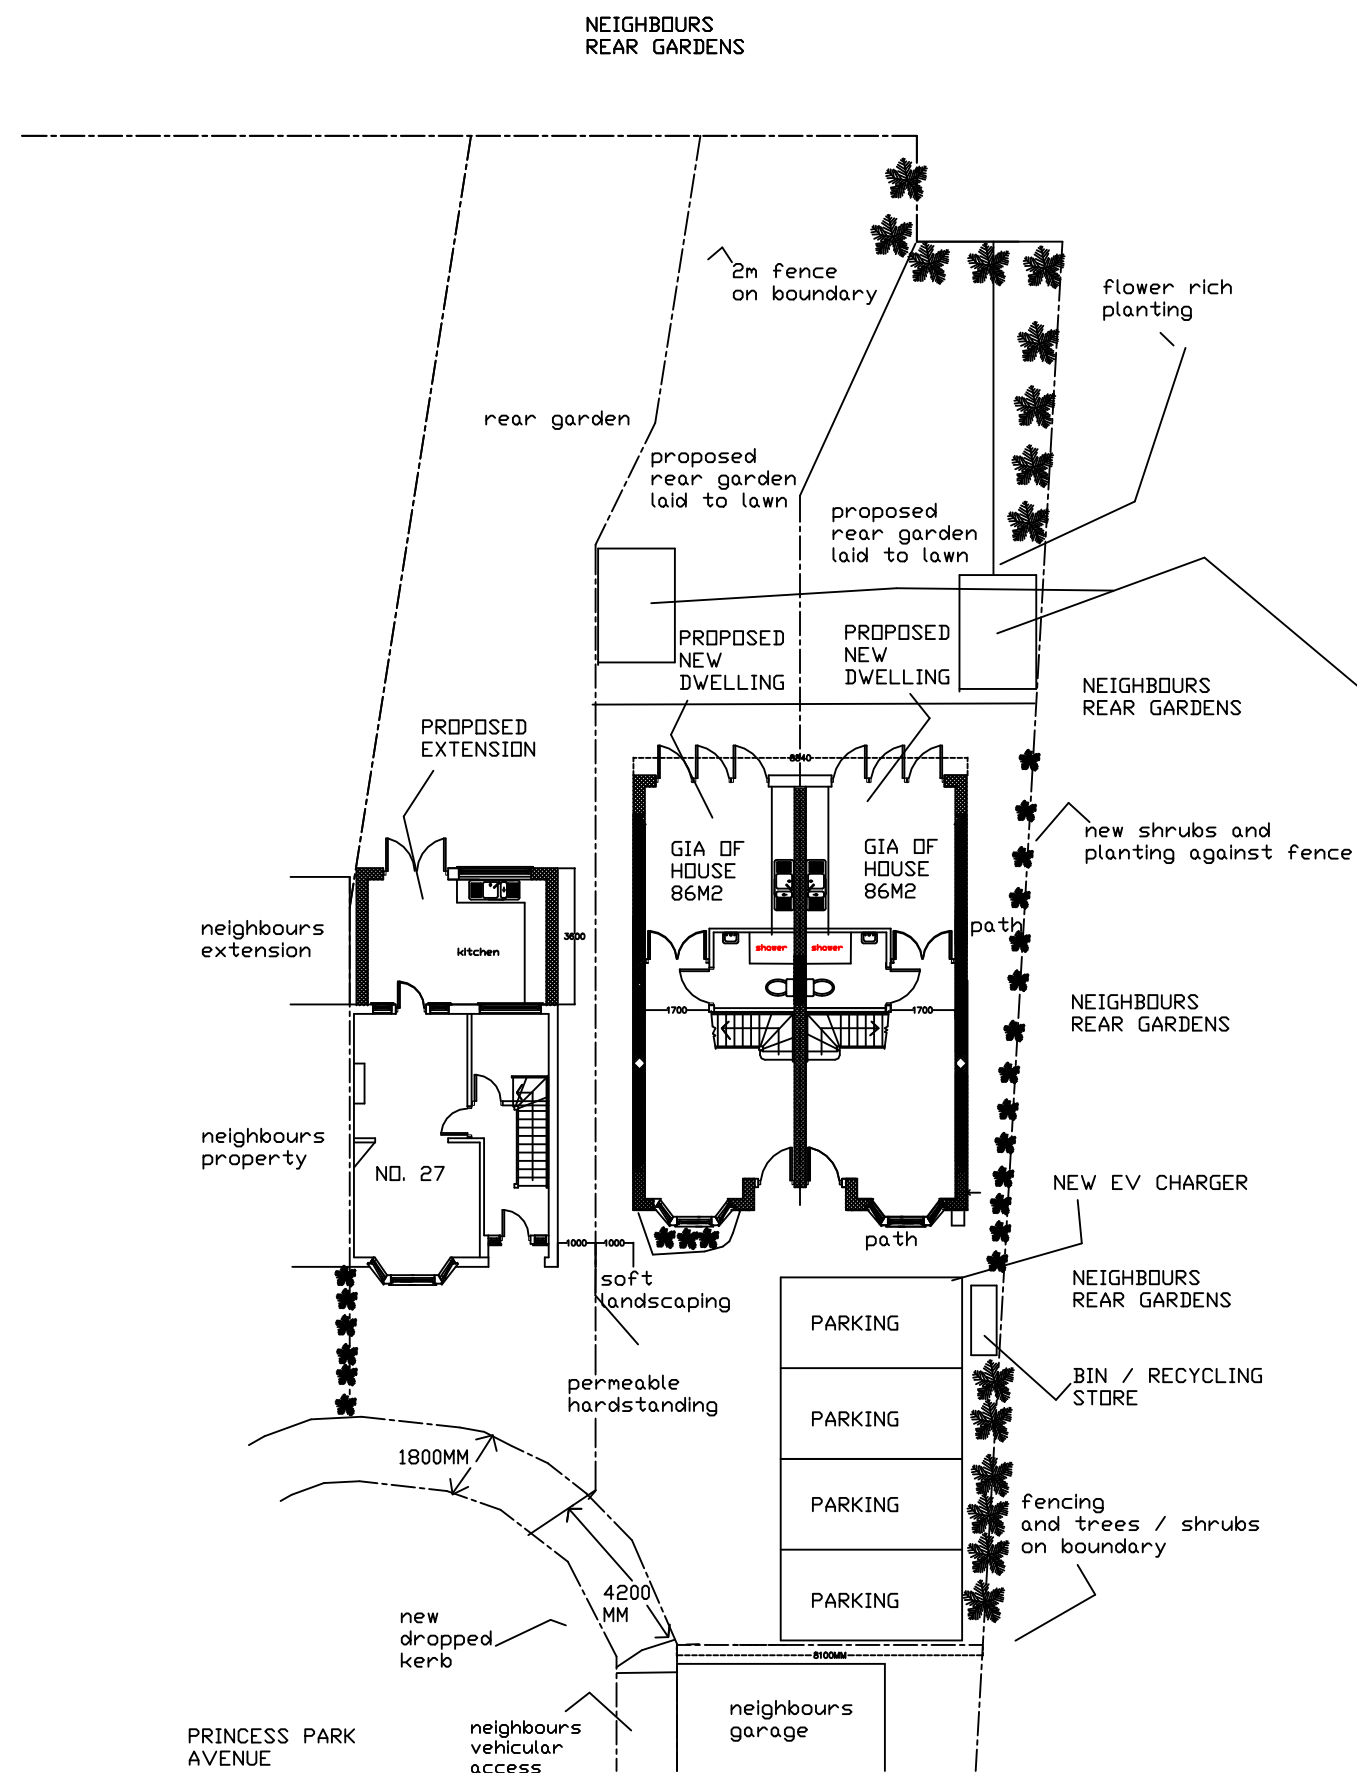 NEIGHBOURS
REAR GARDENS
2m fence
on boundary
flower rich
planting
rear garden
proposed
rear garden
laid to lawn
proposed
rear garden
laid to lawn
PROPOSED
NEW
DWELLING
PROPOSED
NEW
DWELLING
NEIGHBOURS
REAR GARDENS
PROPOSED
EXTENSION
8840
new shrubs and
planting against fence
GIA OF
HOUSE
86M2
GIA OF
HOUSE
86M2
neighbours
extension
kitchen
3600
shower
shower
path
1700
1700
NEIGHBOURS
REAR GARDENS
neighbours
property
NO. 27
NEW EV CHARGER
path
1000
1000
soft
landscaping
NEIGHBOURS
REAR GARDENS
PARKING
permeable
hardstanding
BIN / RECYCLING
STORE
PARKING
1800MM
PARKING
fencing
and trees / shrubs
on boundary
4200
MM
PARKING
new
dropped
kerb
8100MM
neighbours
garage
PRINCESS PARK
AVENUE
neighbours
vehicular
access